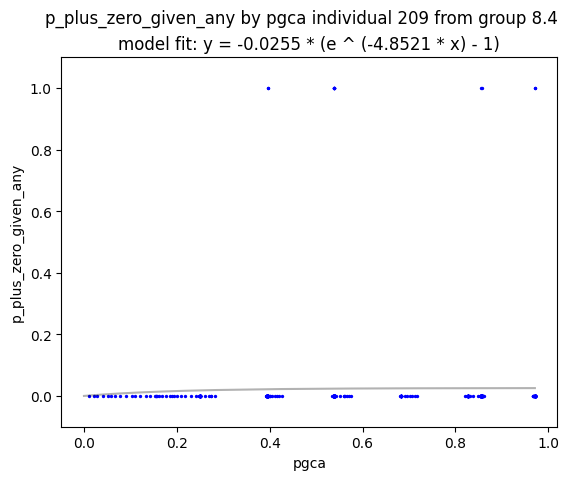 p_plus_zero_given_any by pgca individual 209 from group 8.4
model fit: y = -0.0255 * (e ^ (-4.8521 * x) - 1)
1.0
0.8
0.6
0.4
0.2
0.0
p_plus_zero_given_any
0.0 0.2 0.4 0.6 0.8 1.0
pgca